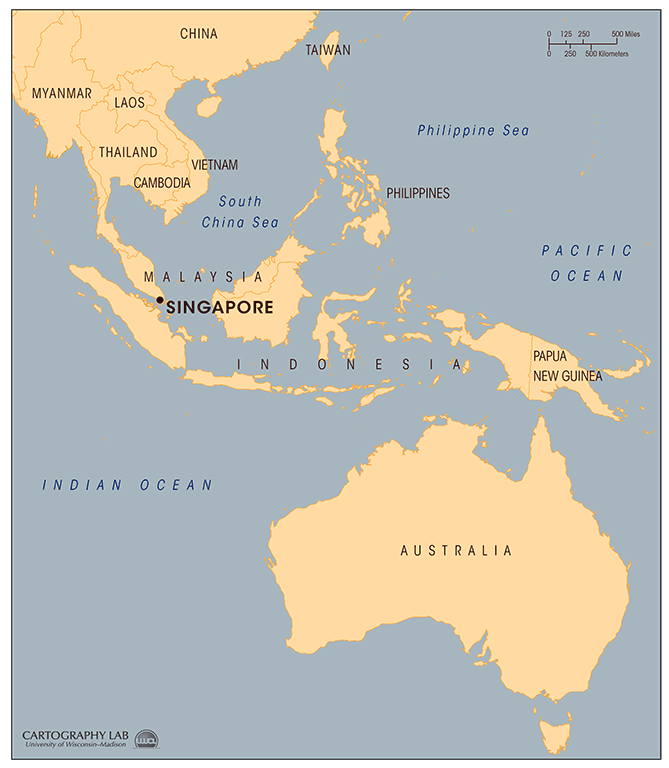 CHINA
TAIWAN
0 125 250 500 Miles
0 250 500 Kilometers
MYANMAR
LAOS
Philippine Sea
THAILAND
VIETNAM
CAMBODIA
PHILIPPINES
South
China Sea
PACIFIC
OCEAN
MALAYSIA
SINGAPORE
INDONESIA
PAPUA
NEW GUINEA
INDIAN OCEAN
AUSTRALIA
CARTOGRAPHY LAB
University of Wisconsin–Madison